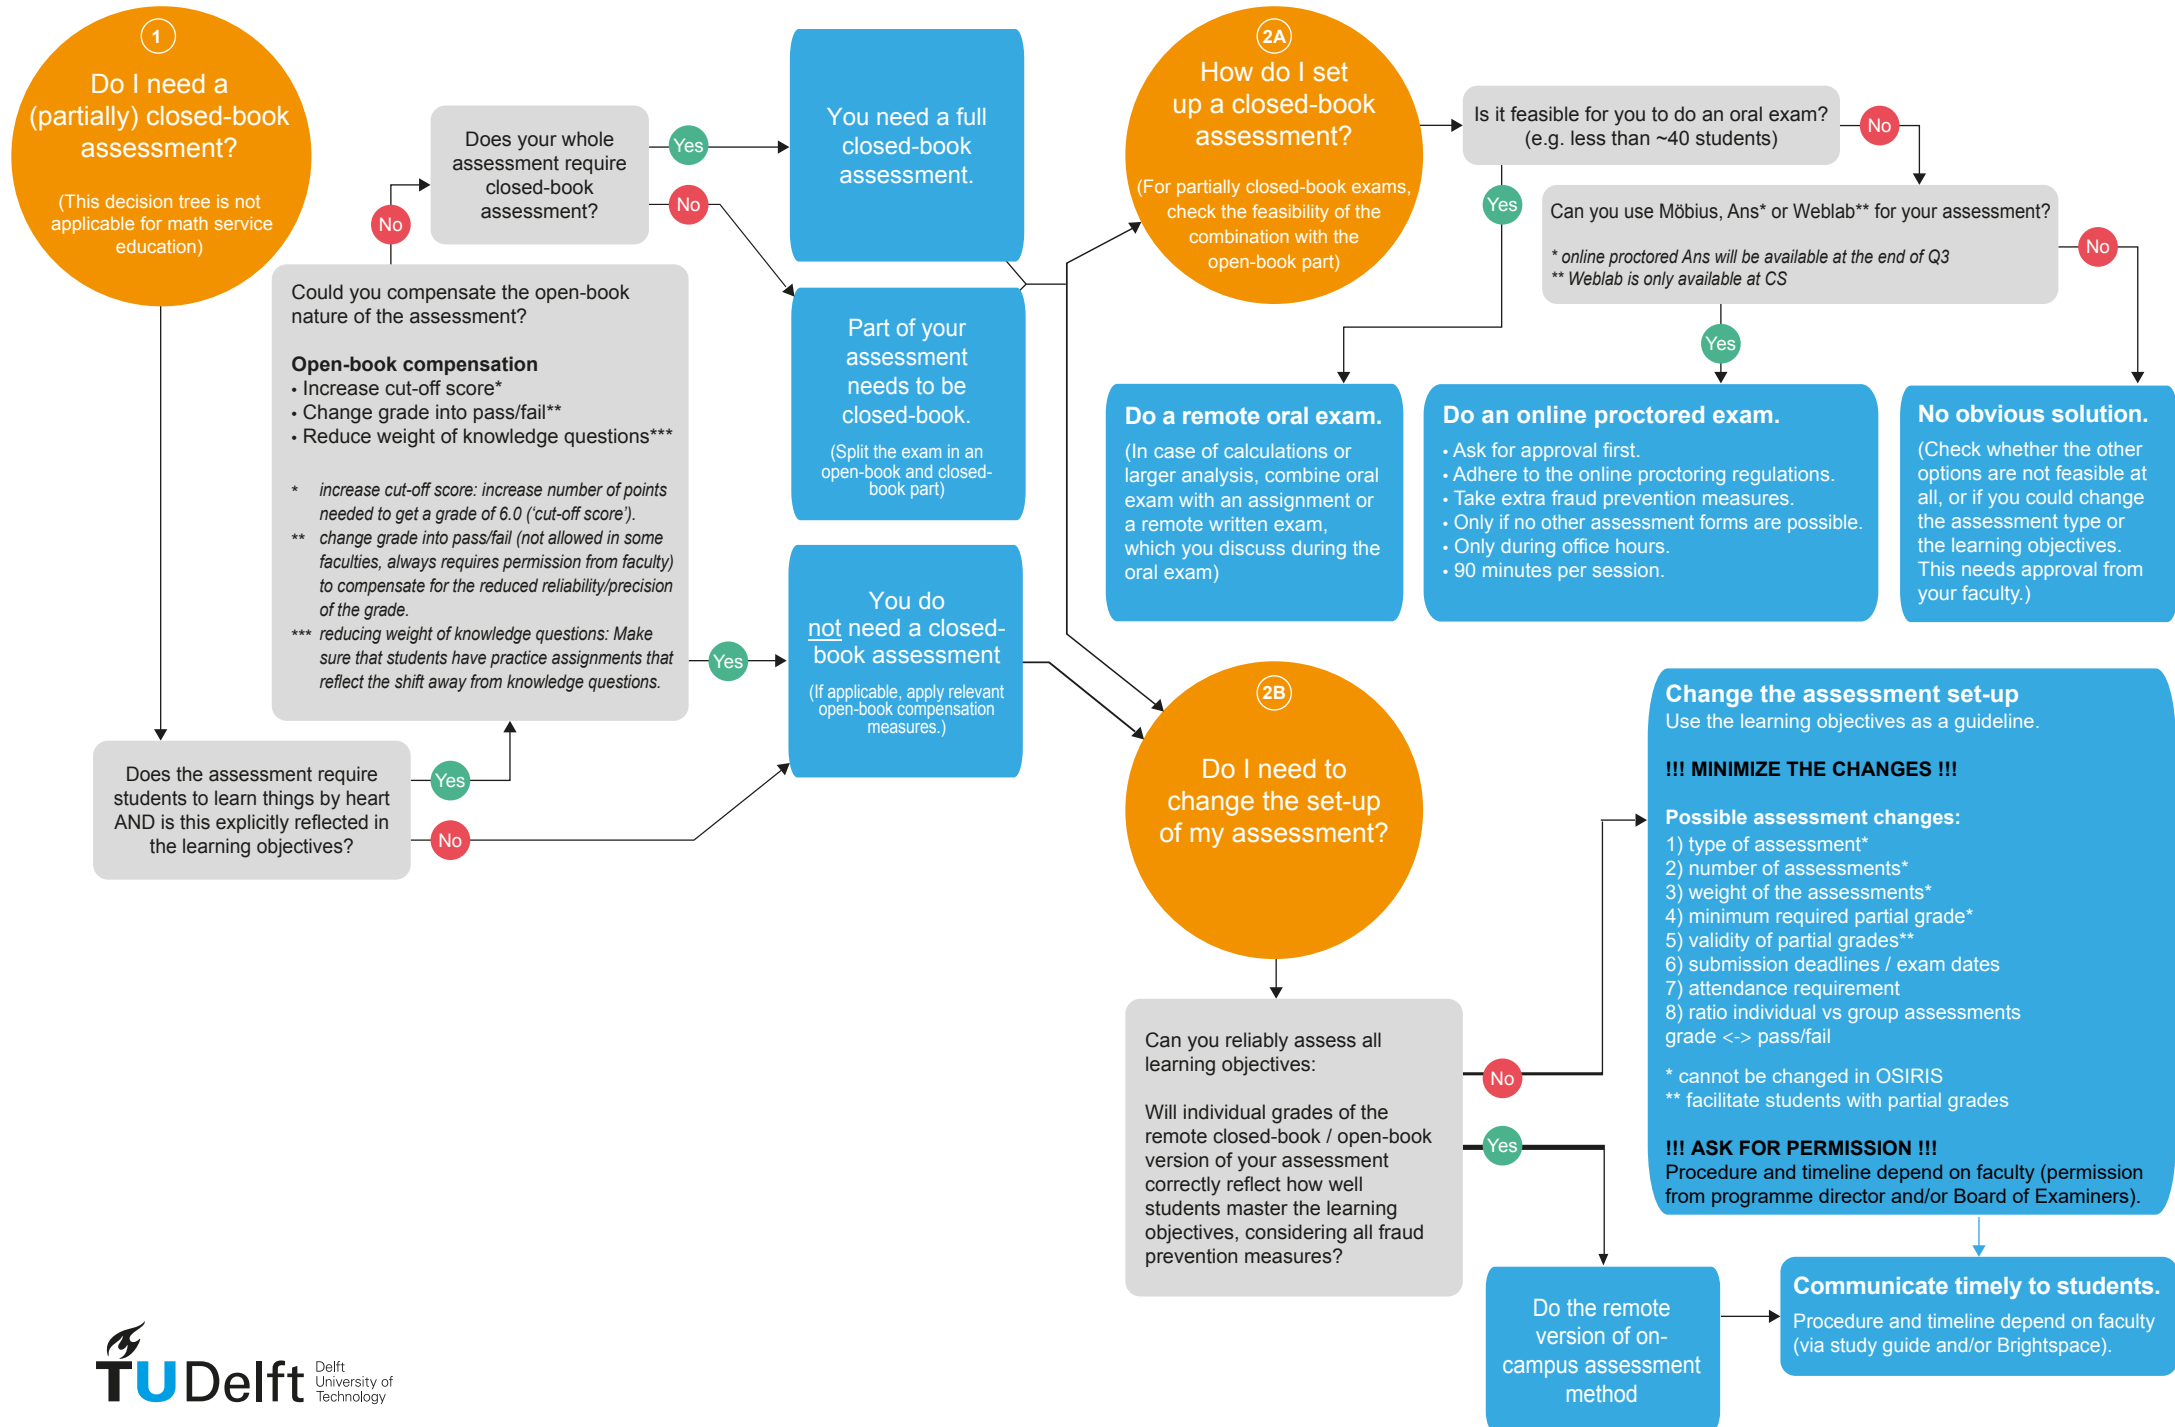 1
Do I need a
(partially) closed-book
assessment?
(This decision tree is not
applicable for math service
education)
Does the assessment require
students to learn things by heart
AND is this explicitly reflected in
the learning objectives?
Yes
No
Could you compensate the open-book
nature of the assessment?
Open-book compensation
• Increase cut-off score*
• Change grade into pass/fail**
• Reduce weight of knowledge questions***
* increase cut-off score: increase number of points
needed to get a grade of 6.0 (‘cut-off score’).
** change grade into pass/fail (not allowed in some
faculties, always requires permission from faculty)
to compensate for the reduced reliability/precision
of the grade.
*** reducing weight of knowledge questions: Make
sure that students have practice assignments that
reflect the shift away from knowledge questions.
No
Yes
Does your whole
assessment require
closed-book
assessment?
Yes
No
You need a full
closed-book
assessment.
Part of your
assessment
needs to be
closed-book.
(Split the exam in an
open-book and closed-
book part)
You do
not need a closed-
book assessment
(If applicable, apply relevant
open-book compensation
measures.)
2A
How do I set
up a closed-book
assessment?
(For partially closed-book exams,
check the feasibility of the
combination with the
open-book part)
Is it feasible for you to do an oral exam?
(e.g. less than ~40 students)
No
Yes
Can you use Möbius, Ans* or Weblab** for your assessment?
* online proctored Ans will be available at the end of Q3
** Weblab is only available at CS
No
Yes
Do a remote oral exam.
(In case of calculations or
larger analysis, combine oral
exam with an assignment or
a remote written exam,
which you discuss during the
oral exam)
Do an online proctored exam.
• Ask for approval first.
• Adhere to the online proctoring regulations.
• Take extra fraud prevention measures.
• Only if no other assessment forms are possible.
• Only during office hours.
• 90 minutes per session.
No obvious solution.
(Check whether the other
options are not feasible at
all, or if you could change
the assessment type or
the learning objectives.
This needs approval from
your faculty.)
2B
Do I need to
change the set-up
of my assessment?
Can you reliably assess all
learning objectives:
Will individual grades of the
remote closed-book / open-book
version of your assessment
correctly reflect how well
students master the learning
objectives, considering all fraud
prevention measures?
No
Yes
Change the assessment set-up
Use the learning objectives as a guideline.
!!! MINIMIZE THE CHANGES !!!
Possible assessment changes:
1) type of assessment*
2) number of assessments*
3) weight of the assessments*
4) minimum required partial grade*
5) validity of partial grades**
6) submission deadlines / exam dates
7) attendance requirement
8) ratio individual vs group assessments
grade <-> pass/fail
* cannot be changed in OSIRIS
** facilitate students with partial grades
!!! ASK FOR PERMISSION !!!
Procedure and timeline depend on faculty (permission
from programme director and/or Board of Examiners).
Do the remote
version of on-
campus assessment
method
Communicate timely to students.
Procedure and timeline depend on faculty
(via study guide and/or Brightspace).
TU Delft
Delft
University of
Technology